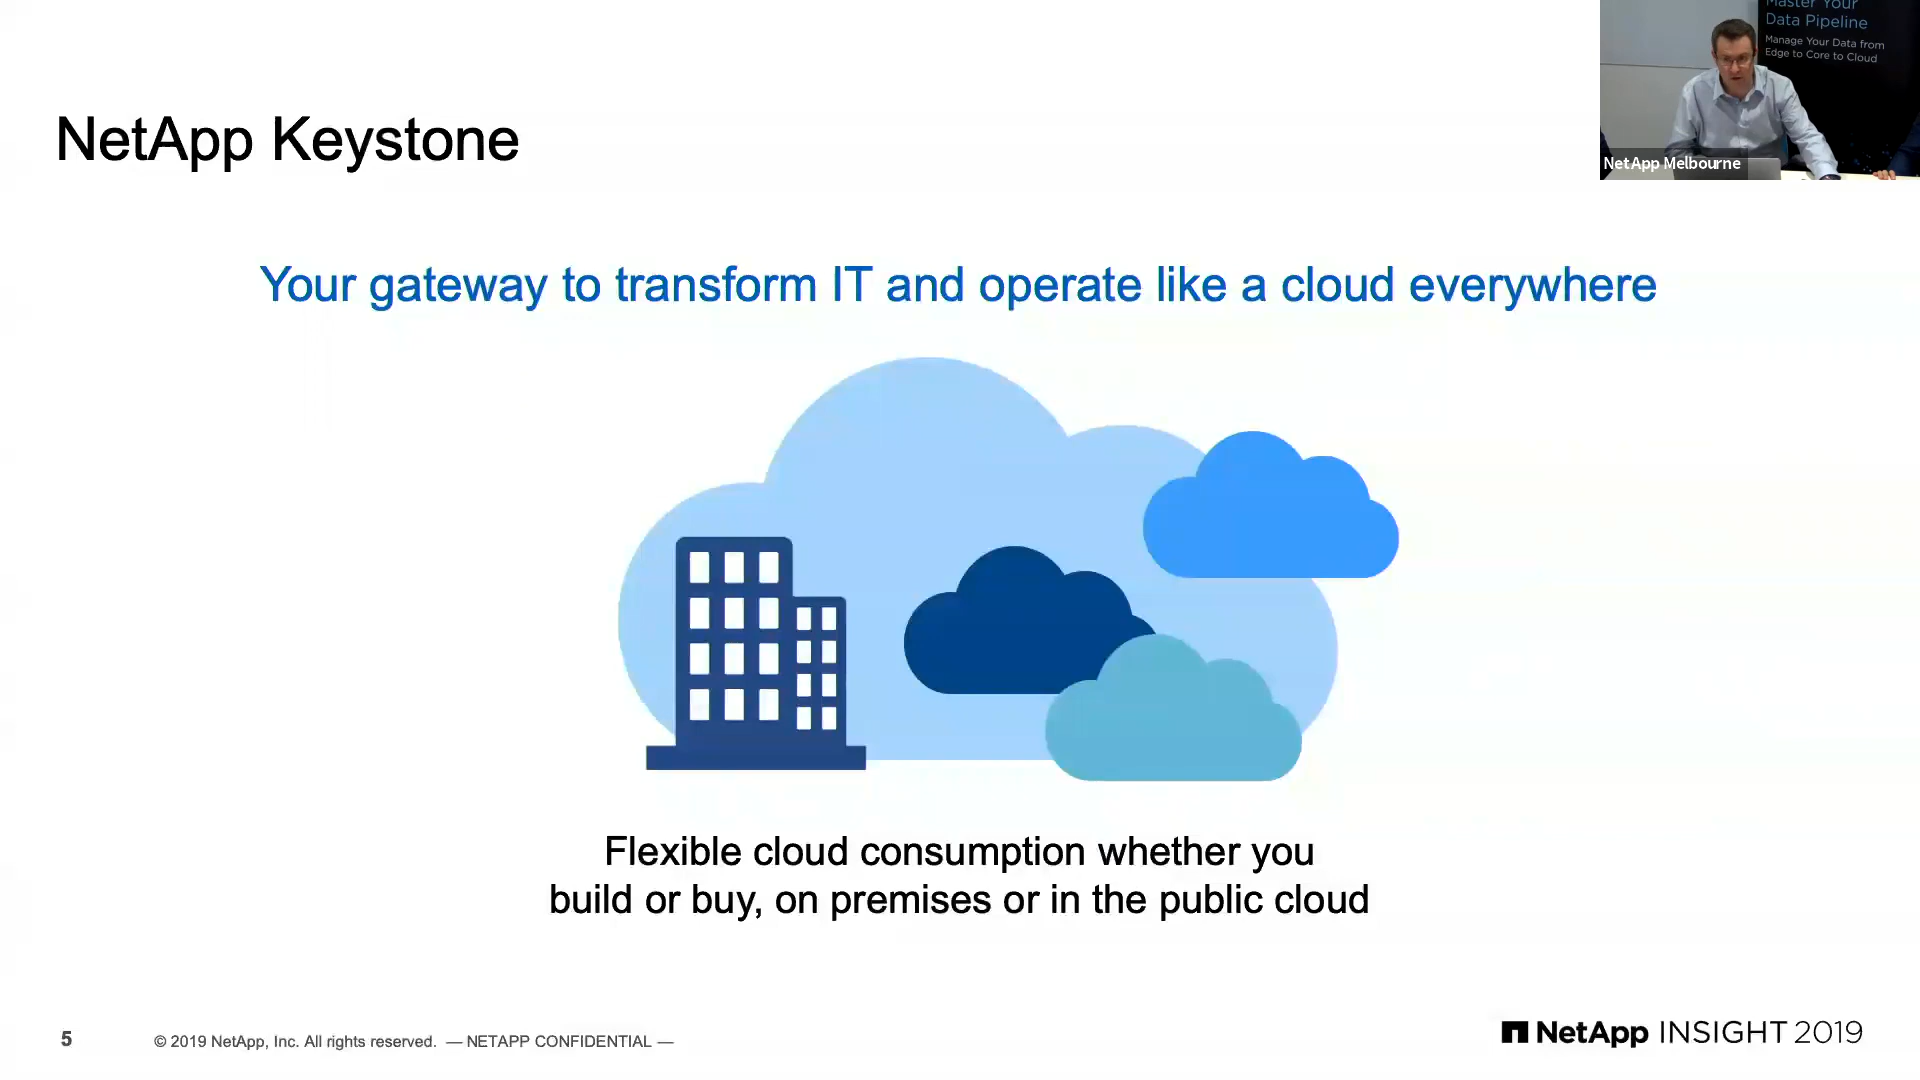 Master Your
Data Pipeline
Manage Your Data from
Edge to Core to Cloud
NetApp Melbourne
NetApp Keystone
Your gateway to transform IT and operate like a cloud everywhere
Flexible cloud consumption whether you
build or buy, on premises or in the public cloud
5
© 2019 NetApp, Inc. All rights reserved. — NETAPP CONFIDENTIAL —
NetApp INSIGHT 2019